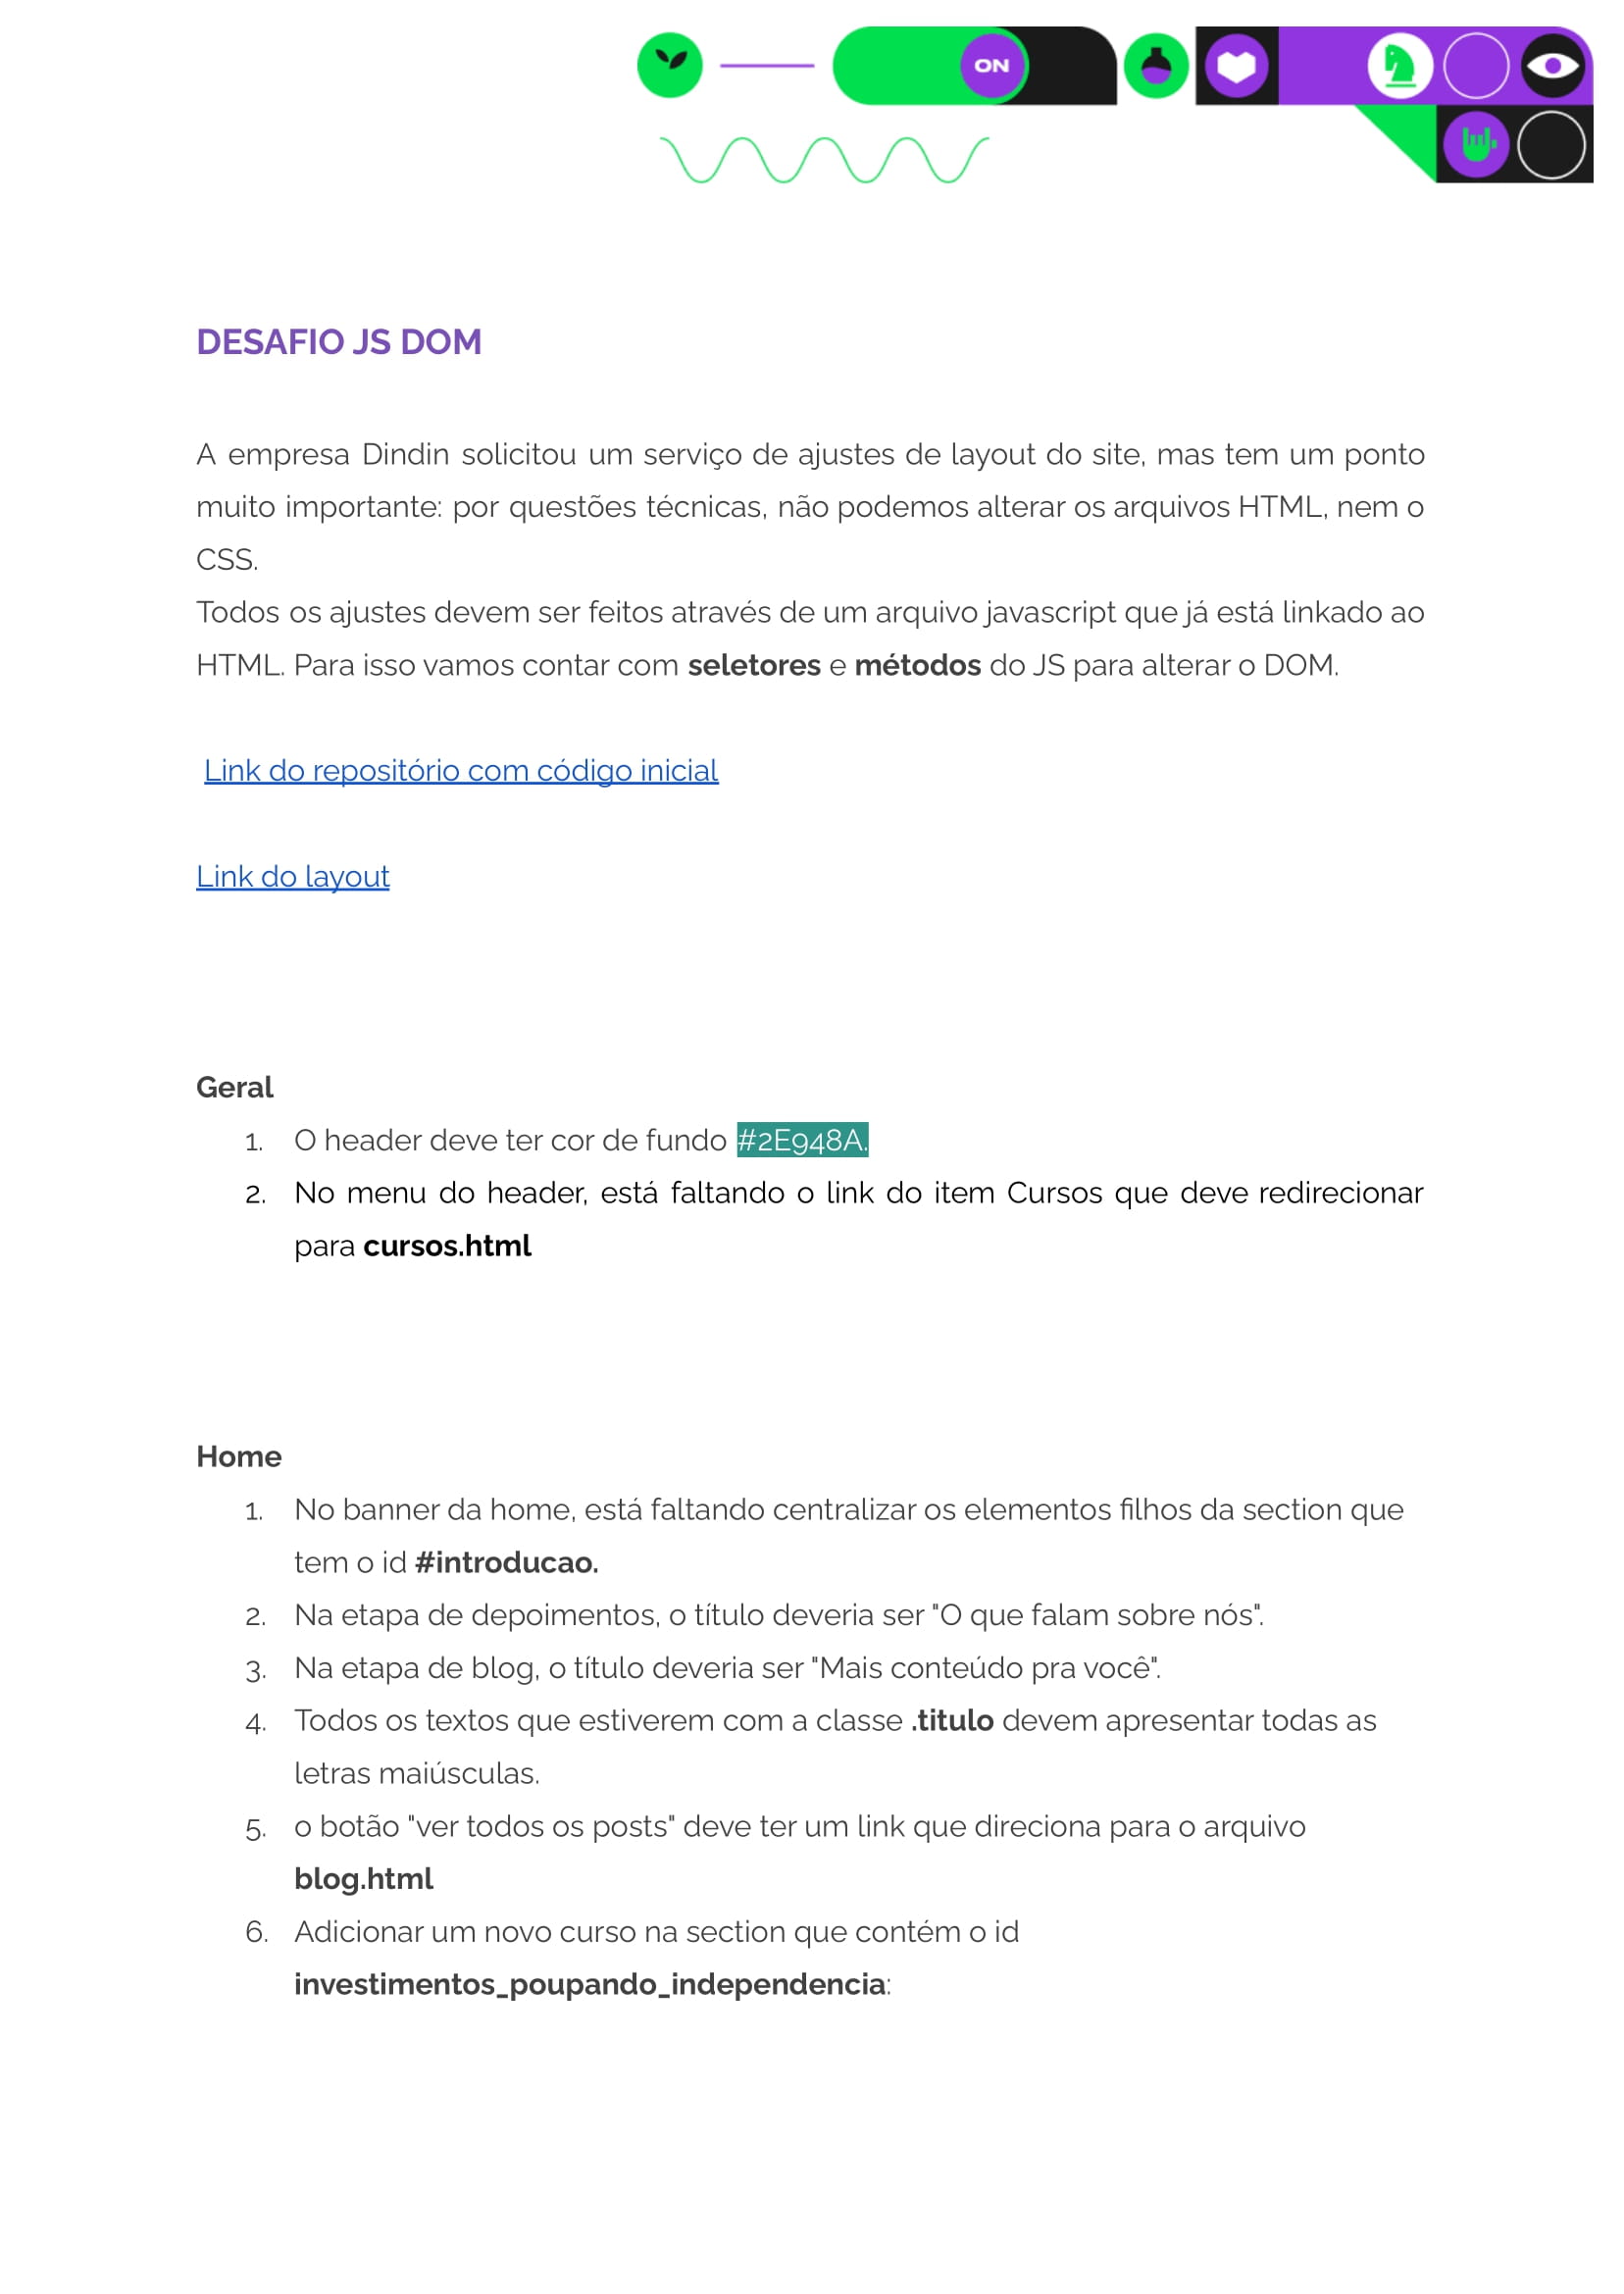 ON
DESAFIO JS DOM
A empresa Dindin solicitou um serviço de ajustes de layout do site, mas tem um ponto
muito importante: por questões técnicas, não podemos alterar os arquivos HTML, nem o
CSS.
Todos os ajustes devem ser feitos através de um arquivo javascript que já está linkado ao
HTML. Para isso vamos contar com seletores e métodos do JS para alterar o DOM.
Link do repositório com código inicial
Link do layout
Geral
1. O header deve ter cor de fundo #2E948A.
2. No menu do header, está faltando o link do item Cursos que deve redirecionar
para cursos.html
Home
1. No banner da home, está faltando centralizar os elementos filhos da section que
tem o id #introducao.
2. Na etapa de depoimentos, o título deveria ser "O que falam sobre nós".
3. Na etapa de blog, o título deveria ser "Mais conteúdo pra você".
4. Todos os textos que estiverem com a classe .titulo devem apresentar todas as
letras maiúsculas.
5. o botão "ver todos os posts" deve ter um link que direciona para o arquivo
blog.html
6. Adicionar um novo curso na section que contém o id
investimentos_poupando_independencia: